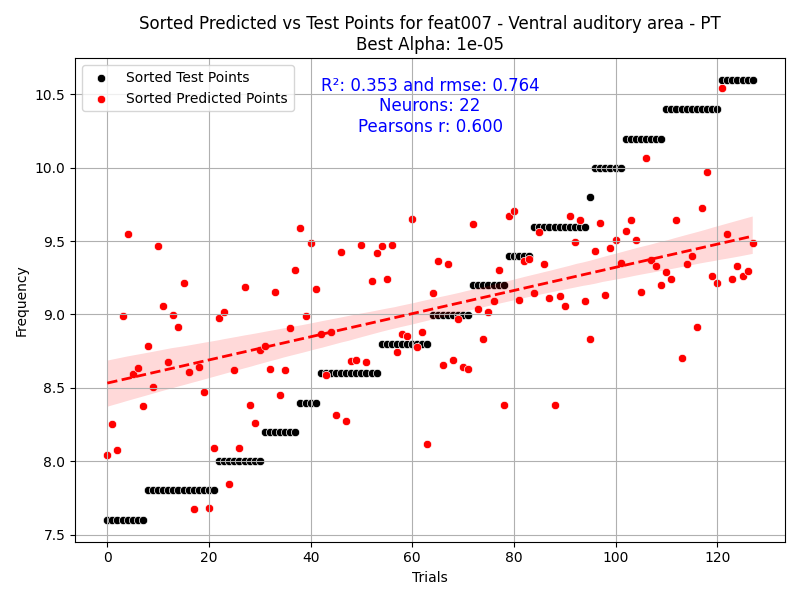 Sorted Predicted vs Test Points for feat007 - Ventral auditory area - PT
Best Alpha: 1e-05
Sorted Test Points
Sorted Predicted Points
R²: 0.353 and rmse: 0.764
Neurons: 22
Pearsons r: 0.600
10.5
10.0
9.5
9.0
8.5
8.0
7.5
Frequency
0 20 40 60 80 100 120
Trials